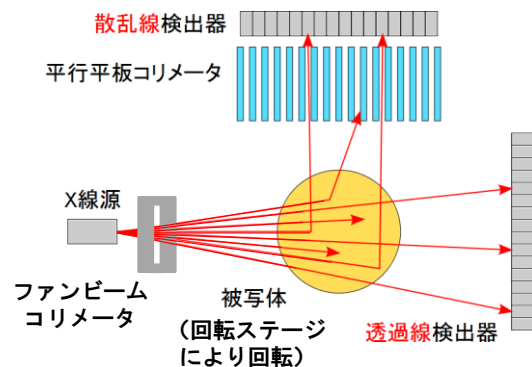 散乱線検出器
平行平板コリメータ
X線源
ファンビーム
コリメータ
被写体
(回転ステージ
により回転)
透過線検出器